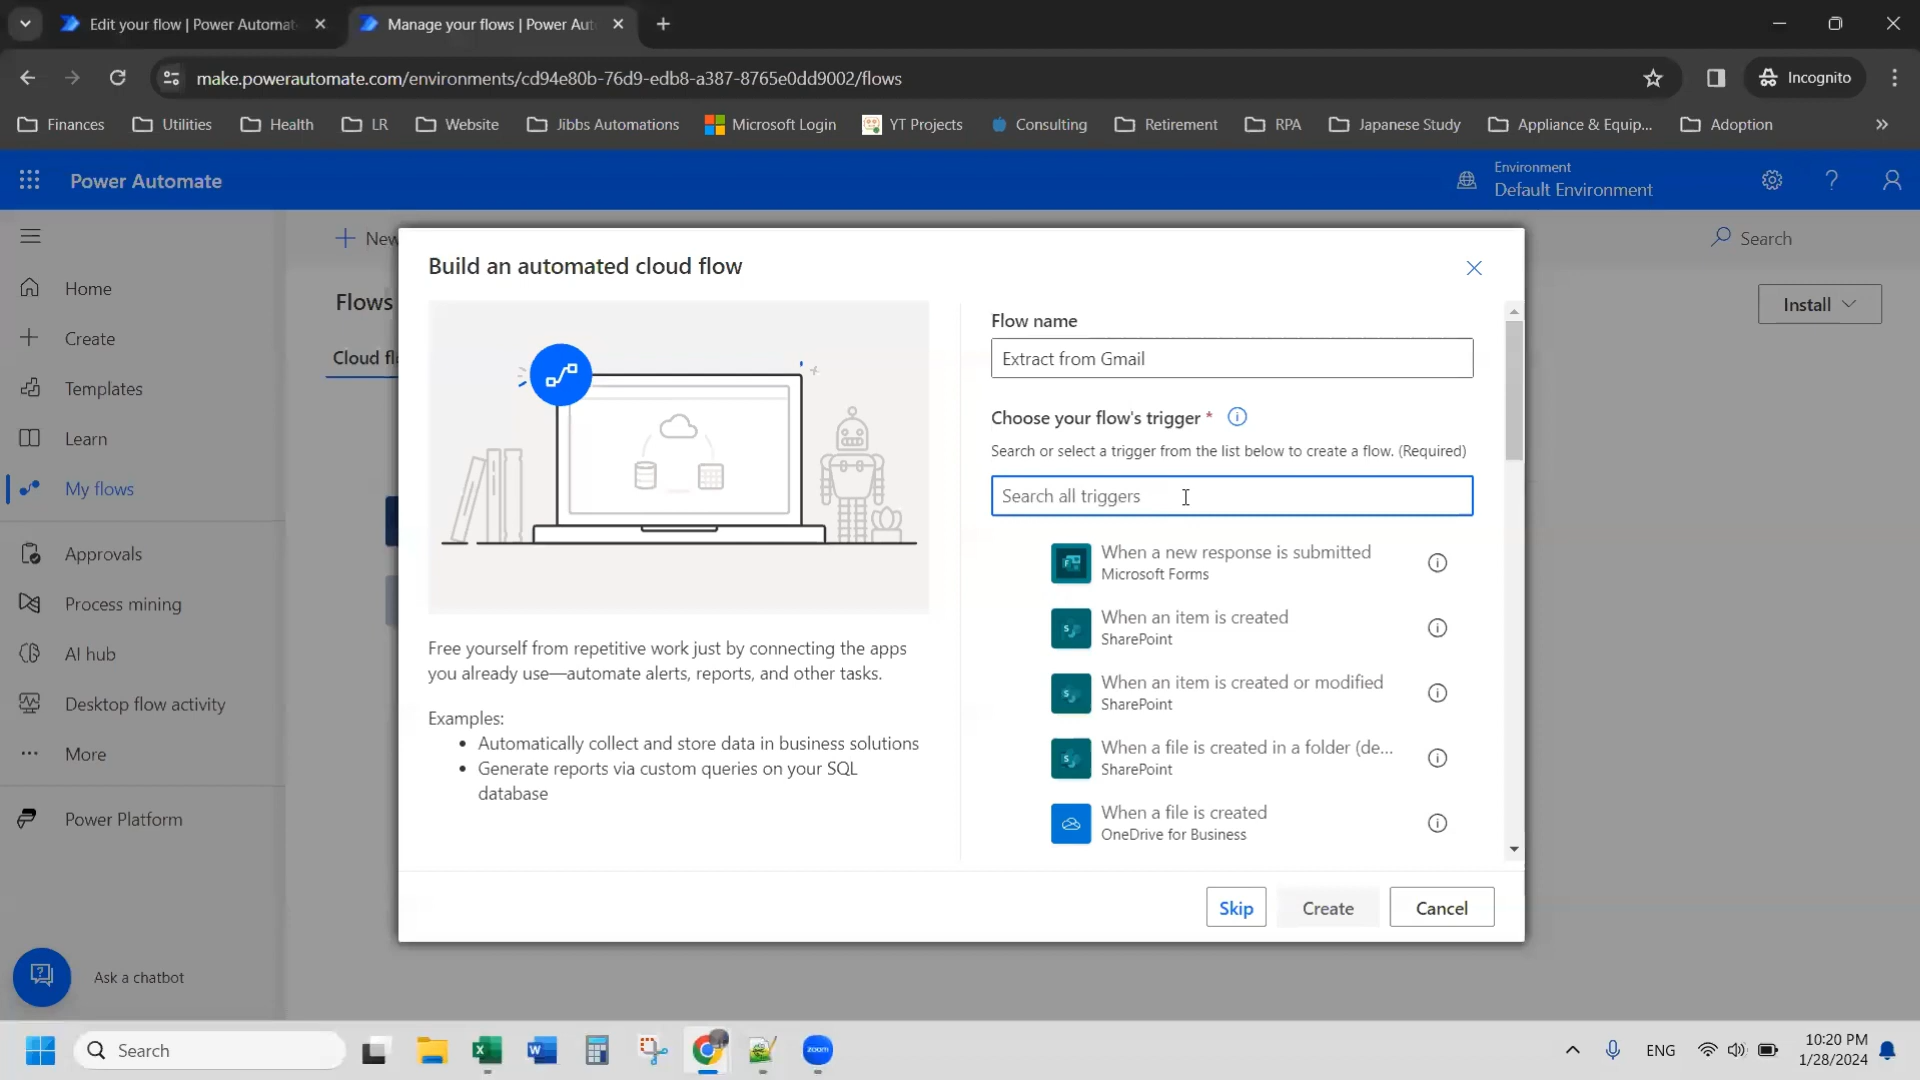 Edit your flow | Power Automat
Manage your flows | Power Aut
make.powerautomate.com/environments/cd94e80b-76d9-edb8-a387-8765e0dd9002/flows
Incognito
Finances
Utilities
Health
LR
Website
Jibbs Automations
Microsoft Login
YT Projects
Consulting
Retirement
RPA
Japanese Study
Appliance & Equip...
Adoption
Power Automate
Environment
Default Environment
Home
Create
Templates
Learn
My flows
Approvals
Process mining
AI hub
Desktop flow activity
More
Power Platform
Ask a chatbot
New
Search
Flows
Install
Cloud fl
Build an automated cloud flow
Free yourself from repetitive work just by connecting the apps
you already use—automate alerts, reports, and other tasks.
Examples:
• Automatically collect and store data in business solutions
• Generate reports via custom queries on your SQL
database
Flow name
Extract from Gmail
Choose your flow's trigger *
Search or select a trigger from the list below to create a flow. (Required)
Search all triggers
When a new response is submitted
Microsoft Forms
When an item is created
SharePoint
When an item is created or modified
SharePoint
When a file is created in a folder (de...
SharePoint
When a file is created
OneDrive for Business
Skip
Create
Cancel
Search
zoom
ENG
10:20 PM
1/28/2024